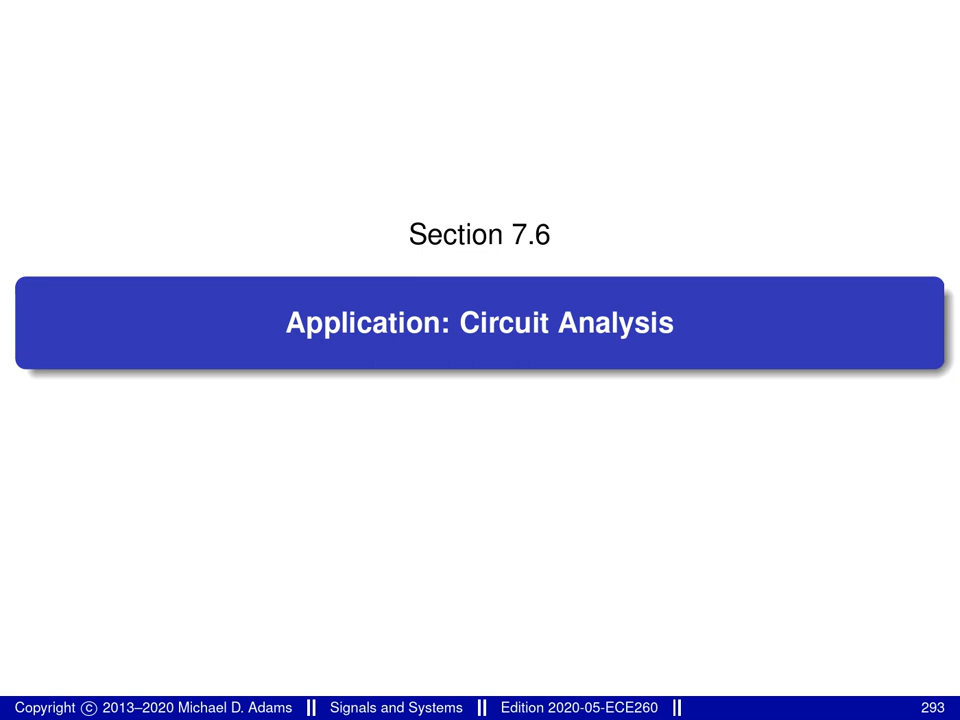 Section 7.6
Application: Circuit Analysis
Copyright © 2013–2020 Michael D. Adams Signals and Systems Edition 2020-05-ECE260 293